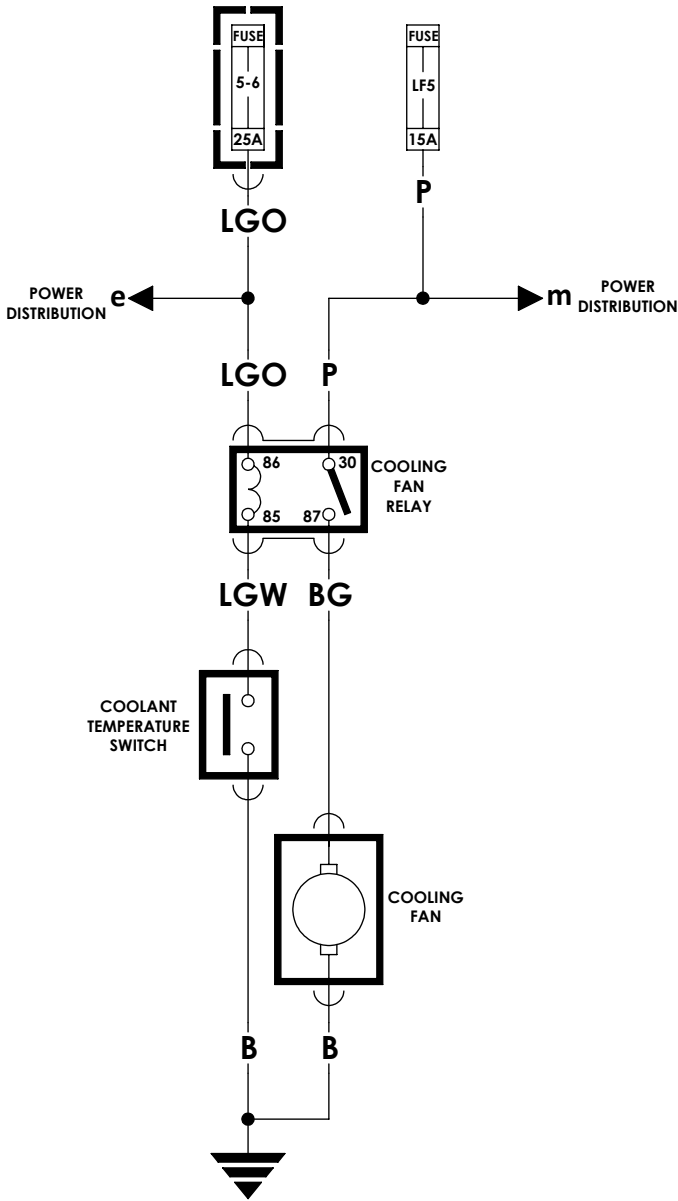 FUSE
5-6
25A
FUSE
LF5
15A
LGO
P
POWER
DISTRIBUTION
e
m
POWER
DISTRIBUTION
LGO
P
86
30
85
87
COOLING
FAN
RELAY
LGW
BG
COOLANT
TEMPERATURE
SWITCH
COOLING
FAN
B
B